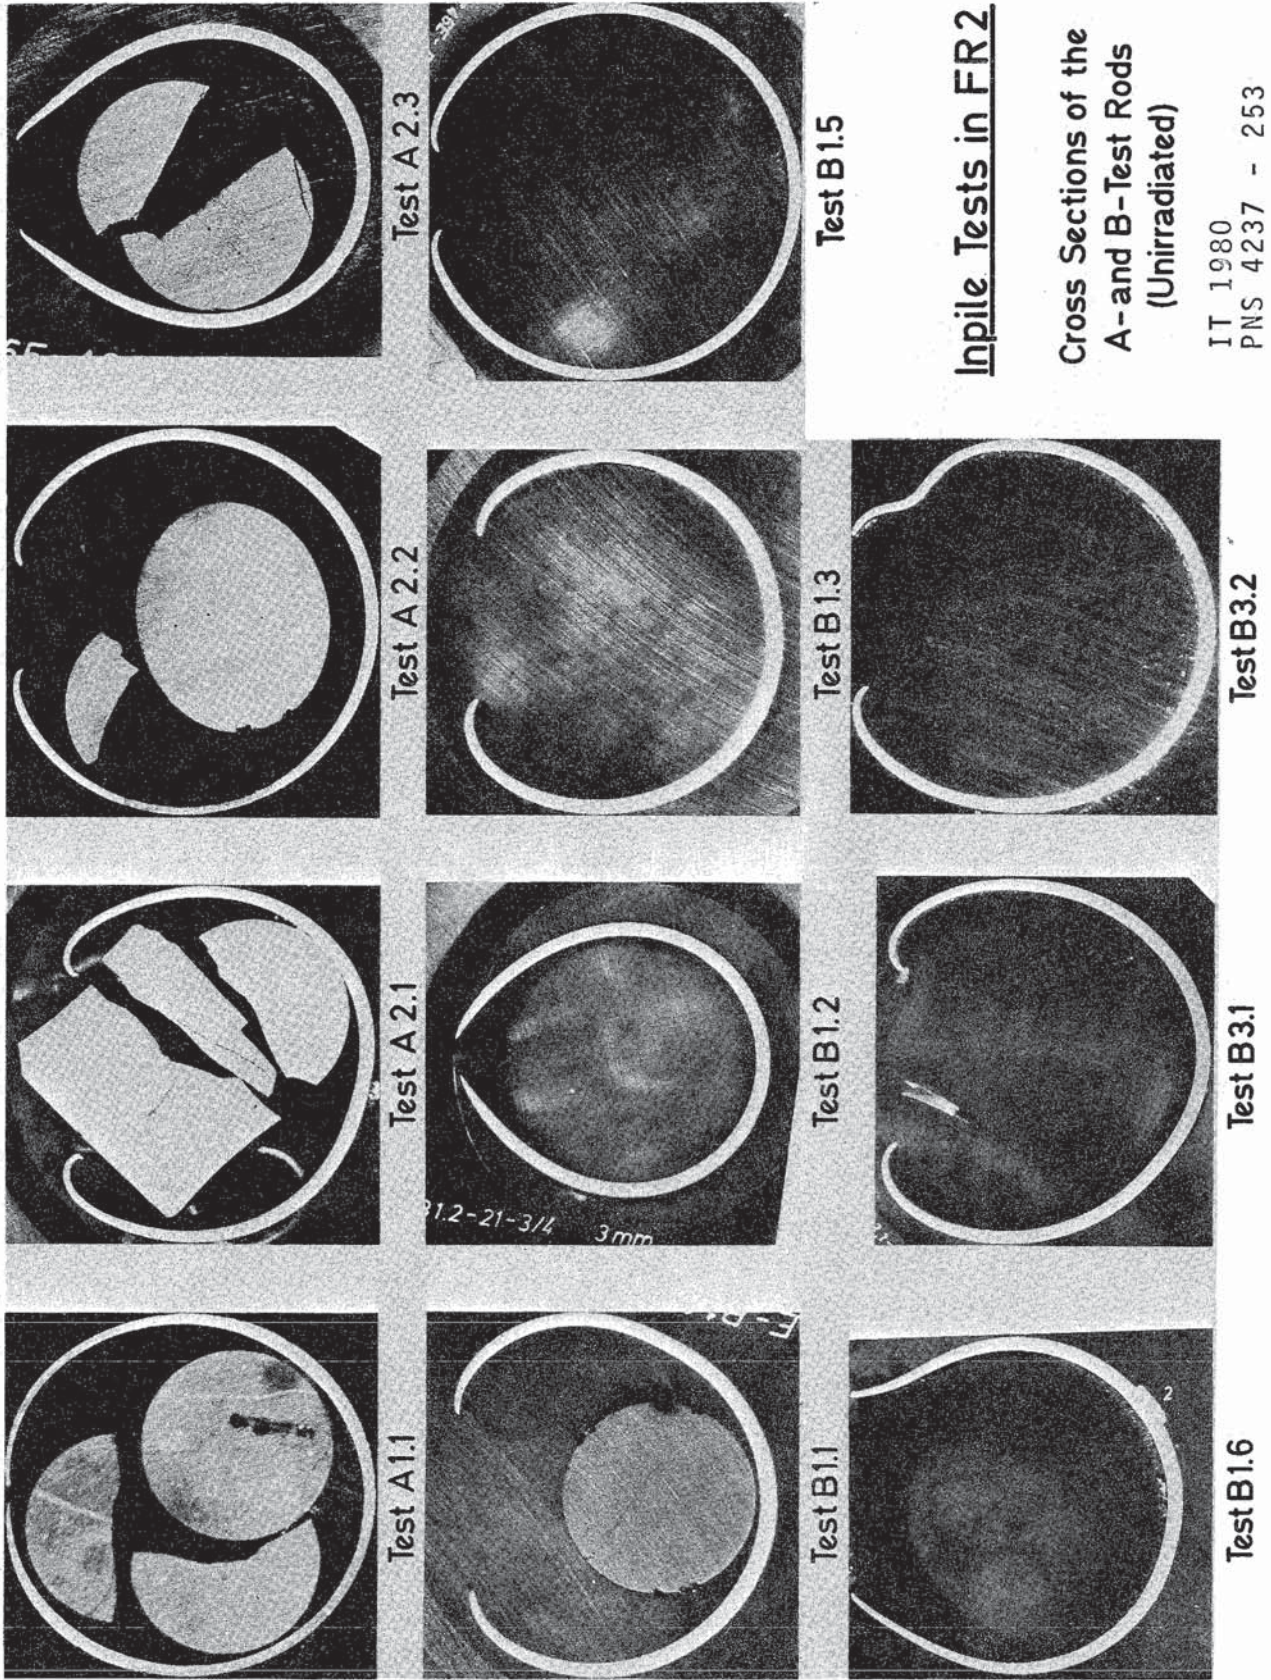 Test A 1.1
Test A 2.1
Test A 2.2
Test A 2.3
B1.2-21-3/4
3 mm
Test B1.1
Test B1.2
Test B1.3
Test B1.5
2
Test B1.6
Test B3.1
Test B3.2
Inpile Tests in FR2
Cross Sections of the
A- and B-Test Rods
(Unirradiated)
IT 1980
PNS 4237 - 253